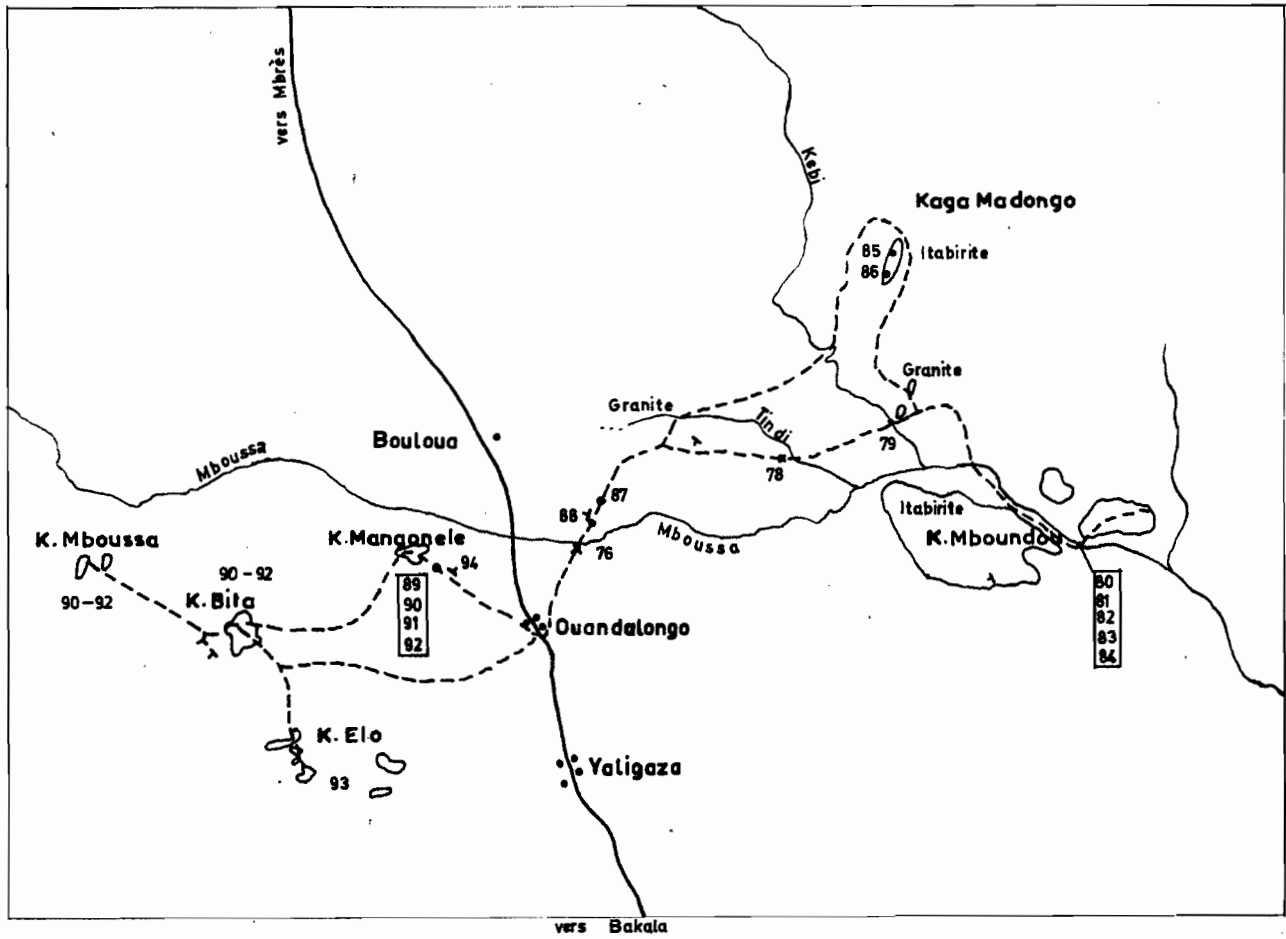 vers Mbrès
Kebi
Kaga Madongo
85
Itabirite
86
Granite
Granite
Tindi
Bouloua
79
Mboussa
78
87
Itabirite
88
Mboussa
76
K. Mboundou
K. Mangonele
K. Mboussa
94
90-92
89
90
91
92
90-92
K. Bita
80
81
82
83
84
Ouandalongo
K. Elo
93
Yaligaza
vers Bakala